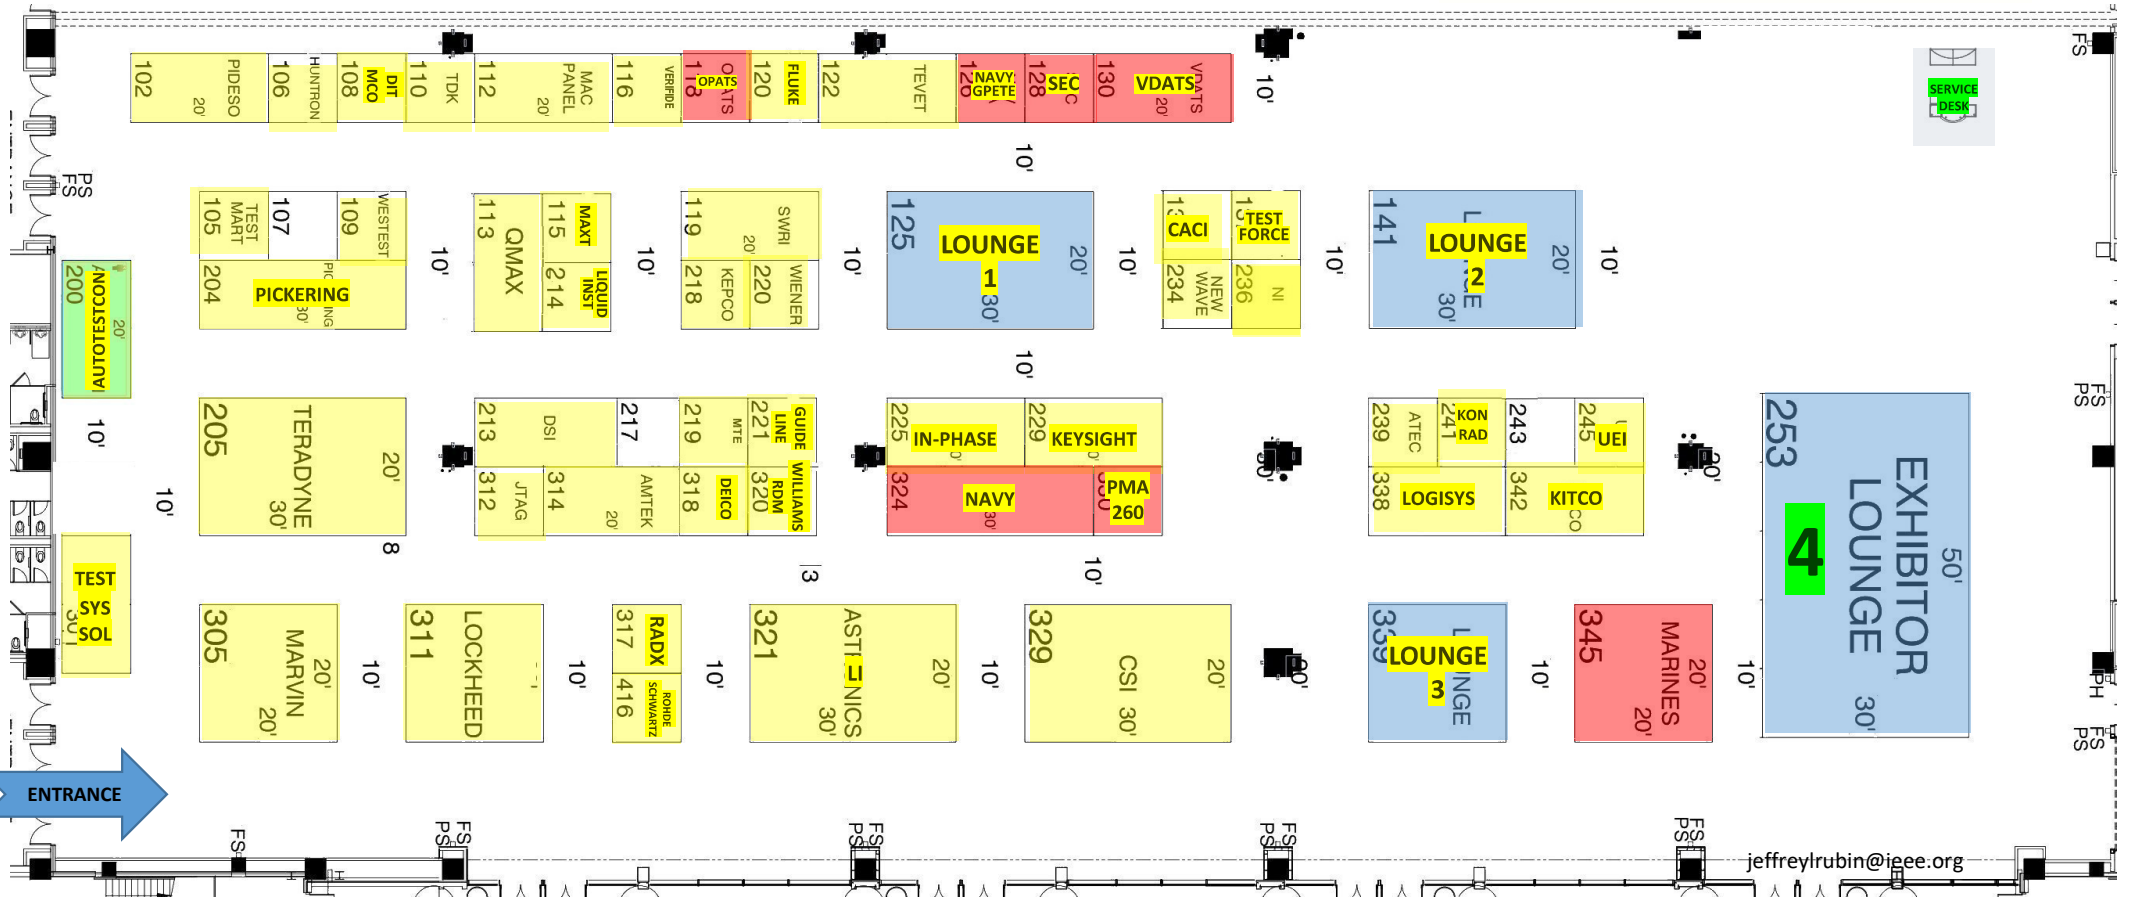 102 PIDESO 20'
106 HUNTRON
108 DIT MCO
110 TDK
112 MAC PANEL 20'
116 VERIFIDE
118 OPATS OPATS
120 FLUKE
122 TEVET
126 NAVY GPETE
128 SEC
130 VDATS VDATS 20'
10'
SERVICE DESK
FS
10'
PS
FS
105 TEST MART
107
109 WESTEST
204 PICKERING 30'
10'
113 QMAX
115 MAXT
214 LIQUID INST
10'
119 SWRI 20'
218 KEPCO
220 WIENER
10'
125 LOUNGE 1 20' 30'
10'
CACI
TEST FORCE
234 NEW WAVE
236 NI
10'
141 LOUNGE 2 20' 30'
10'
200 AUTOTESTCON 20'
10'
10'
205 TERADYNE 20' 30'
10'
8
213 DSI
217
219 MTE
221 GUIDE LINE
312 JTAG
314 AMTEK 20'
318 DEICO
320 WILLIAMS RDM
225 IN-PHASE
229 KEYSIGHT
324 NAVY 30'
330 PMA 260
239 ATEC
241 KON RAD
243
245 UEI
338 LOGISYS
342 KITCO
253 EXHIBITOR LOUNGE 4 50' 30'
FS
PS
3
10'
TEST SYS SOL
301
305 MARVIN 20' 20'
10'
311 LOCKHEED
10'
317 RADX
416 ROHDE SCHWARTZ
10'
321 ASTRONICS 20' 30'
10'
329 CSI 20' 30'
339 LOUNGE 3
10'
345 MARINES 20' 20'
10'
PH
FS
PS
ENTRANCE
FS
PS FS
PS FS
PS FS
PS FS
jeffreylrubin@ieee.org